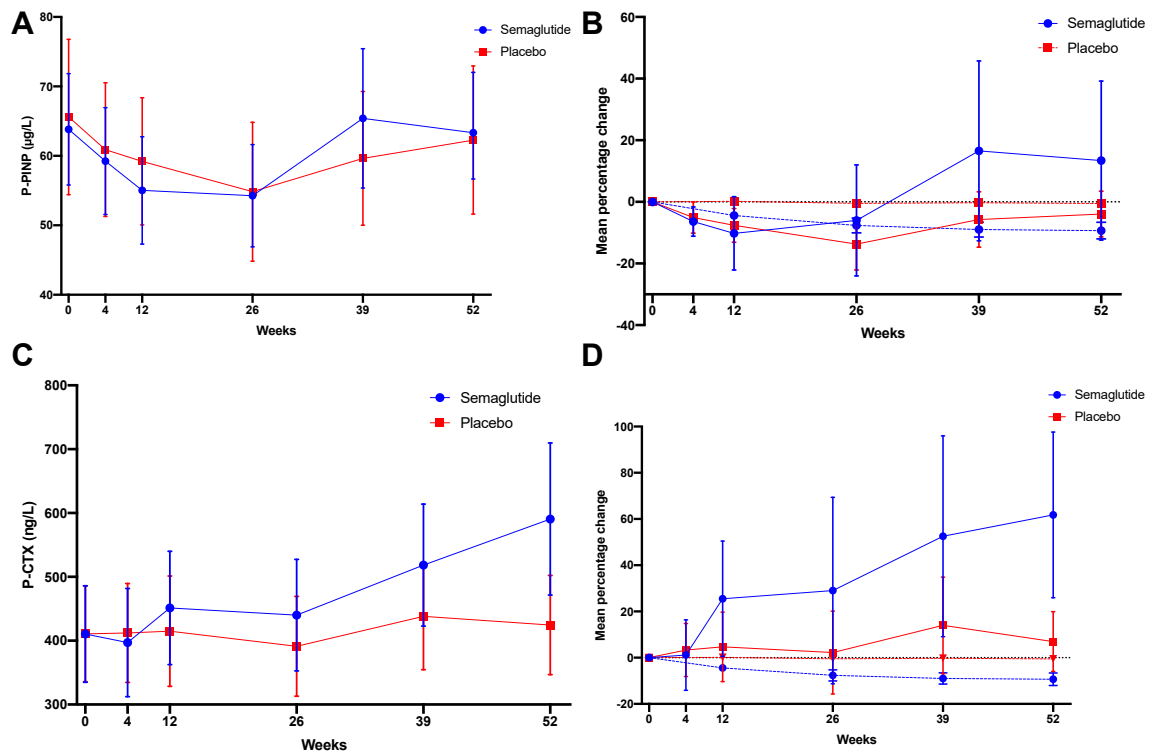 A
Semaglutide
Placebo
80
70
60
50
40
P-PINP (µg/L)
0 4 12 26 39 52
Weeks
B
Semaglutide
Placebo
60
40
20
0
-20
-40
Mean percentage change
0 4 12 26 39 52
Weeks
C
Semaglutide
Placebo
800
700
600
500
400
300
P-CTX (ng/L)
0 4 12 26 39 52
Weeks
D
Semaglutide
Placebo
100
80
60
40
20
0
-20
Mean percentage change
0 4 12 26 39 52
Weeks